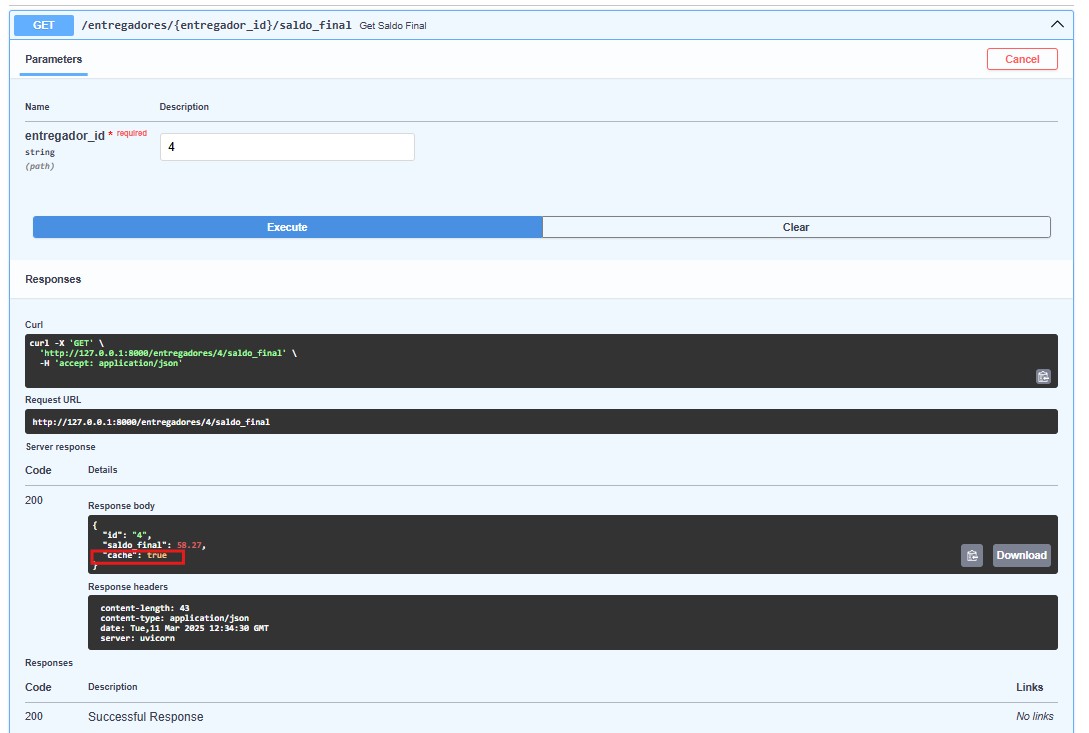 GET /entregadores/{entregador_id}/saldo_final Get Saldo Final
Parameters
Cancel
Name Description
entregador_id * required
string
(path)
4
Execute Clear
Responses
Curl
curl -X 'GET' \
'http://127.0.0.1:8000/entregadores/4/saldo_final' \
-H 'accept: application/json'
Request URL
http://127.0.0.1:8000/entregadores/4/saldo_final
Server response
Code Details
200
Response body
{
"id": "4",
"saldo_final": 58.27,
"cache": true
}
Download
Response headers
content-length: 43
content-type: application/json
date: Tue,11 Mar 2025 12:34:30 GMT
server: uvicorn
Responses
Code Description Links
200 Successful Response No links